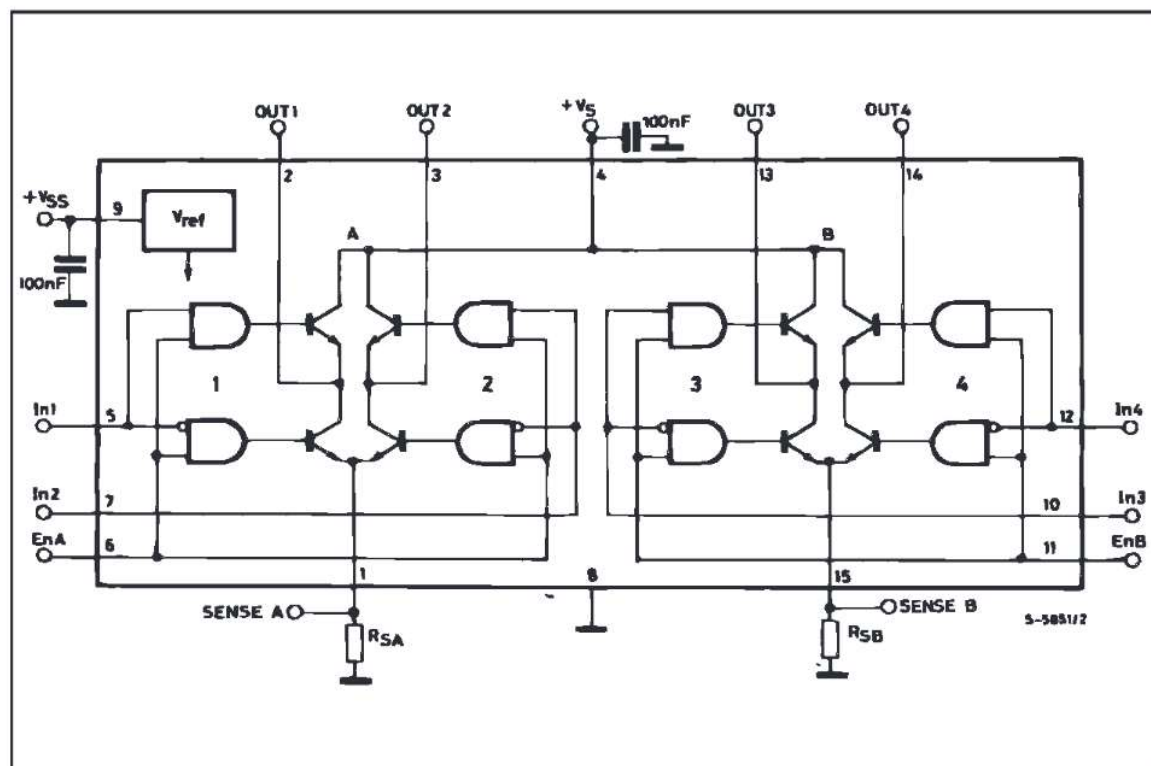 OUT1
OUT2
+VS
100nF
OUT3
OUT4
2
3
4
13
14
+VSS
9
Vref
A
B
100nF
1
2
3
4
In1
5
12
In4
In2
7
10
In3
EnA
6
11
EnB
1
8
15
SENSE A
SENSE B
S-5851/2
RSA
RSB